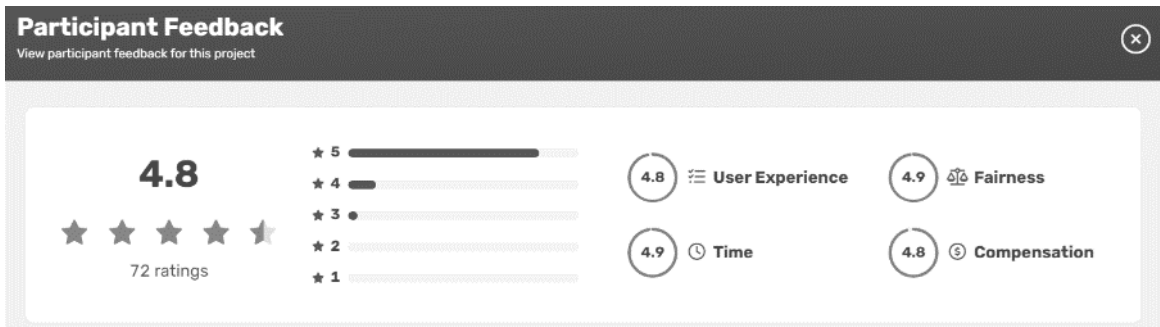 Participant Feedback
View participant feedback for this project
4.8
72 ratings
5
4
3
2
1
4.8 User Experience
4.9 Fairness
4.9 Time
4.8 Compensation